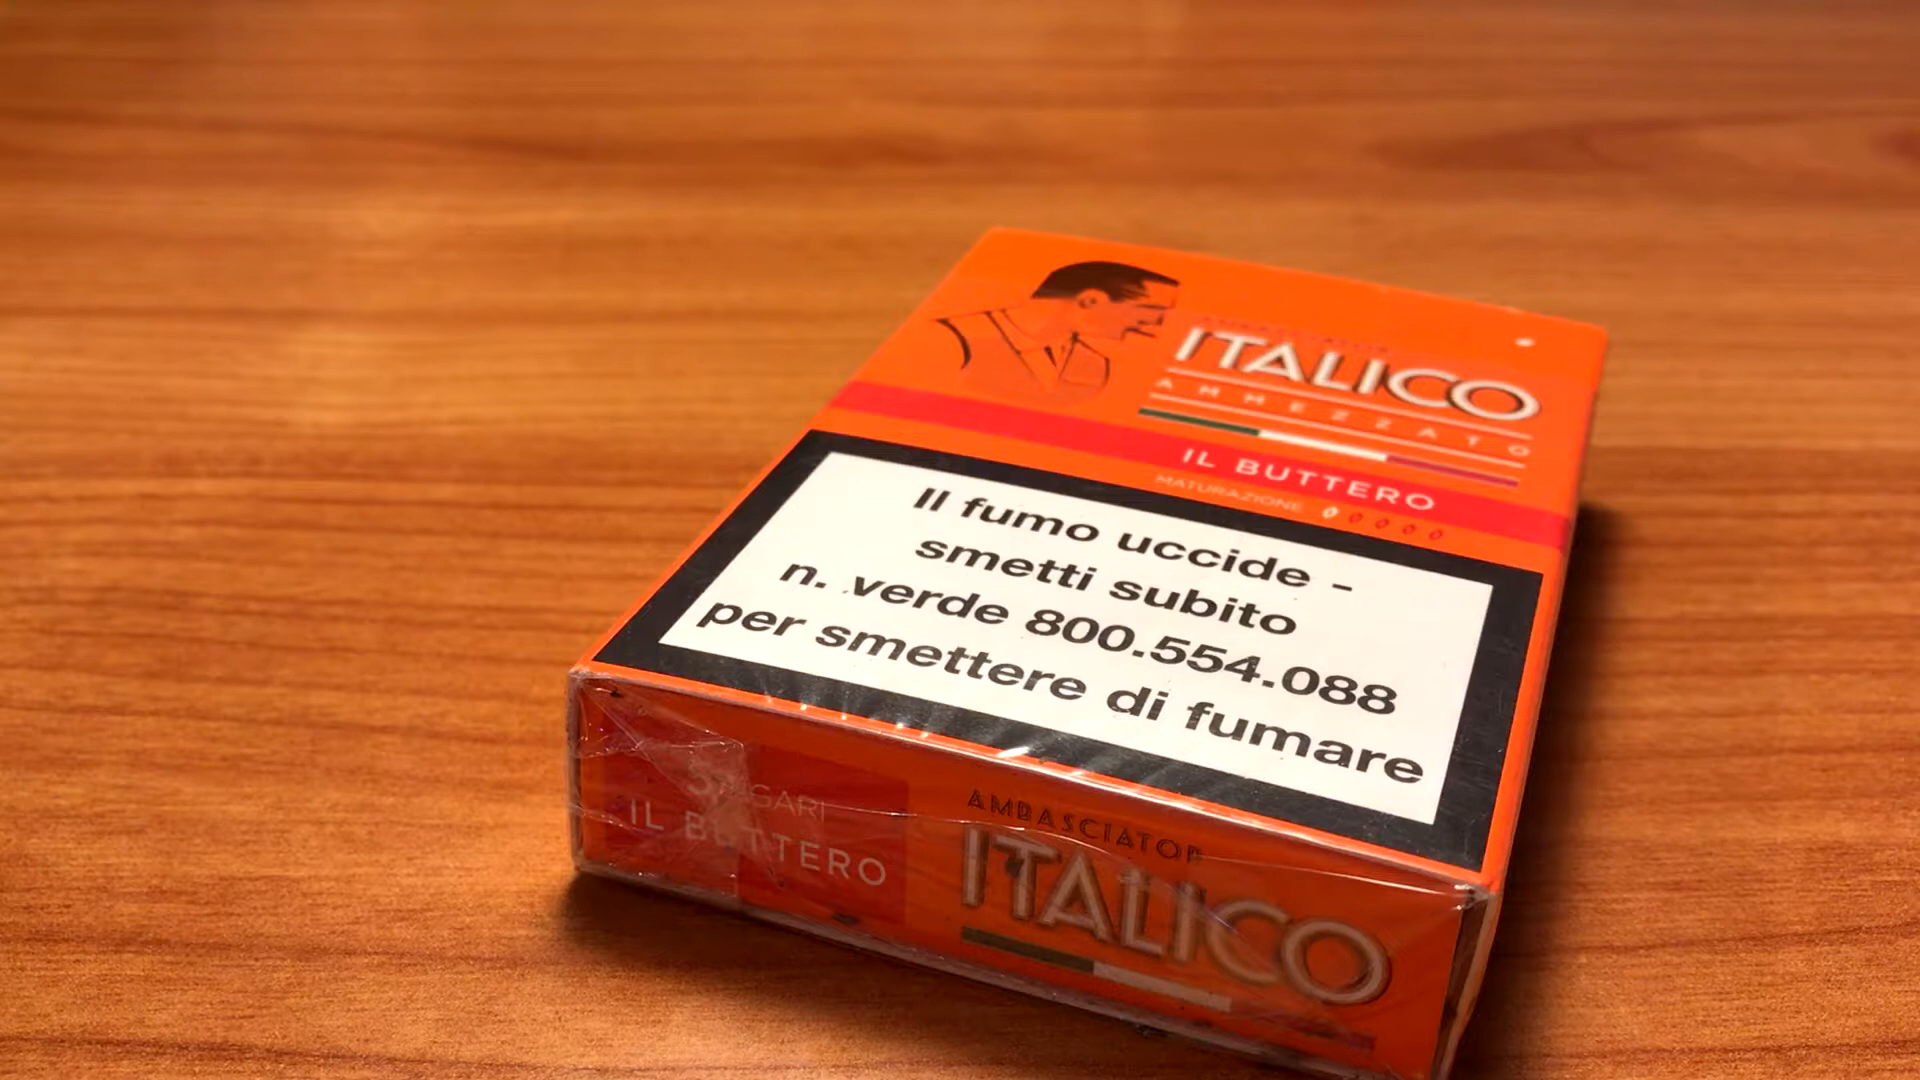 ITALICO
AMMEZZATO
IL BUTTERO
MATURAZIONE
Il fumo uccide -
smetti subito
n. verde 800.554.088
per smettere di fumare
5 SIGARI
IL BUTTERO
AMBASCIATOR
ITALICO